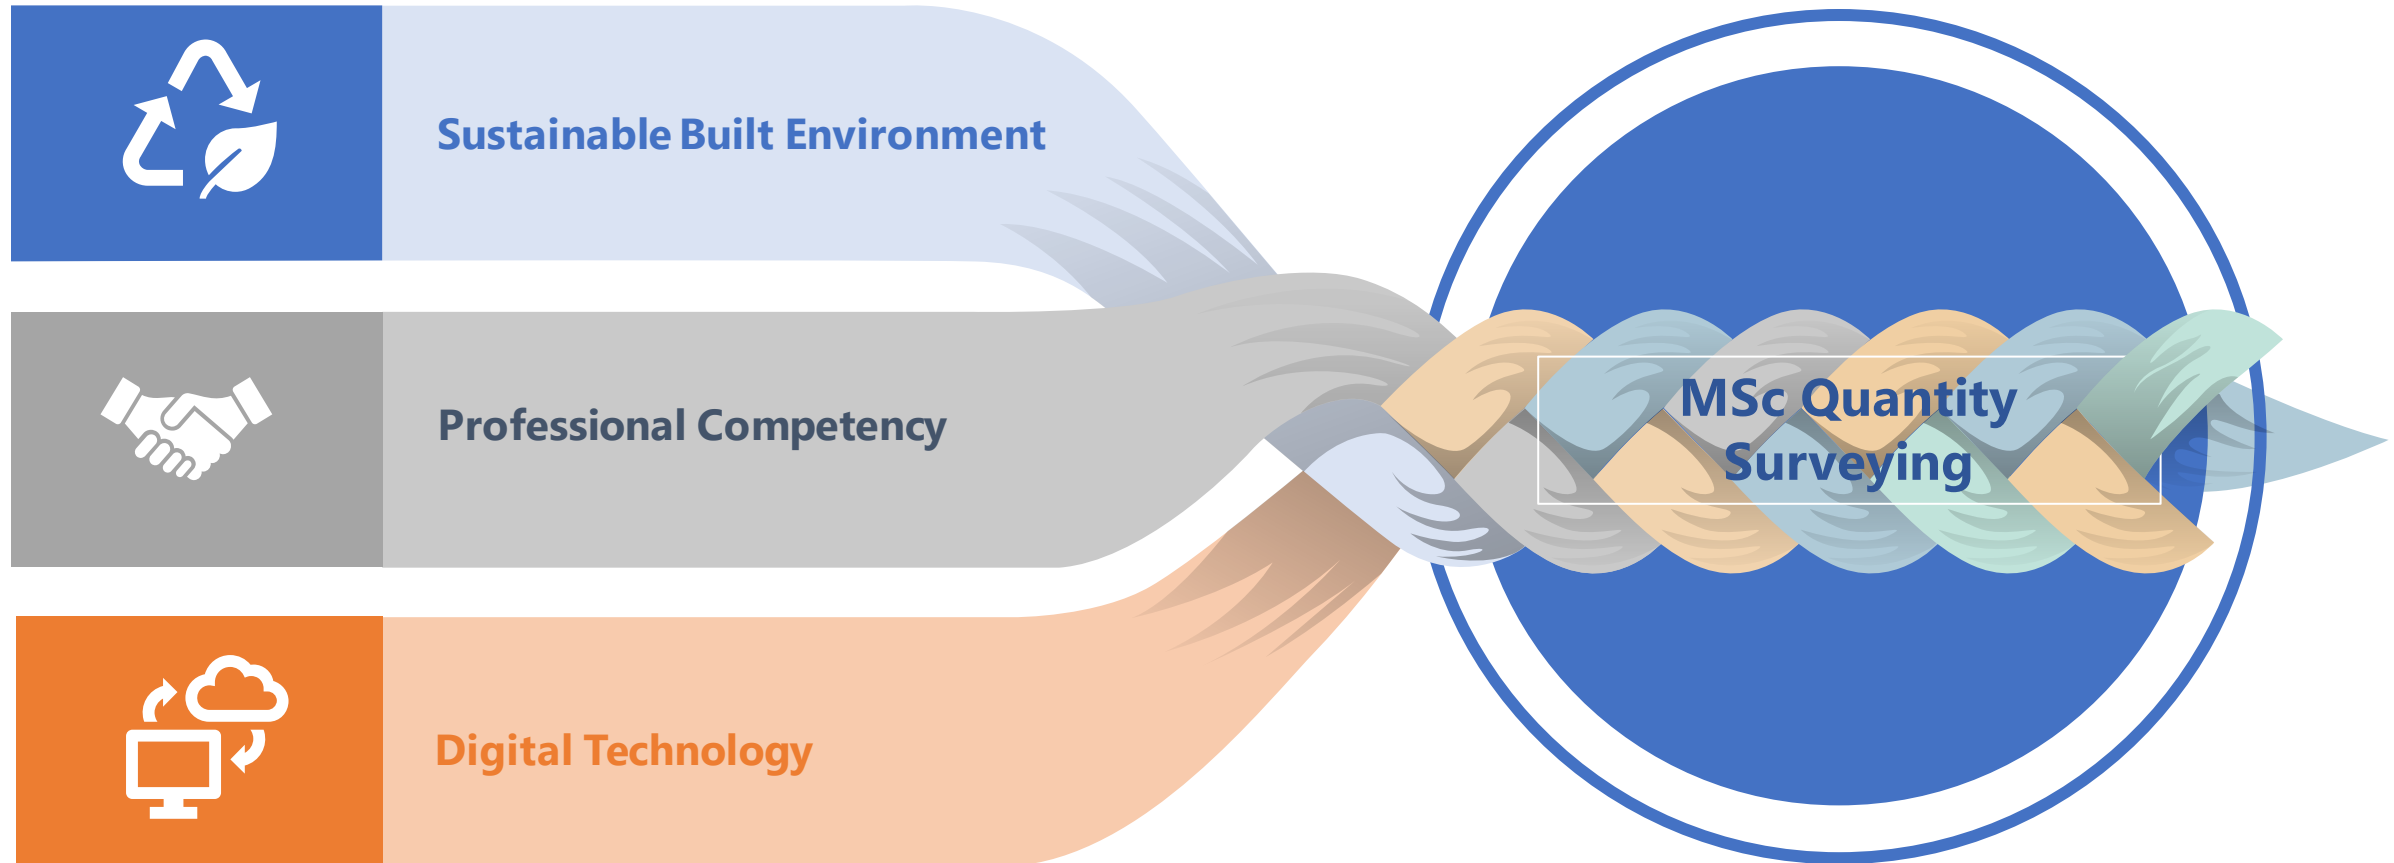 Sustainable Built Environment
Professional Competency
Digital Technology
MSc Quantity
Surveying